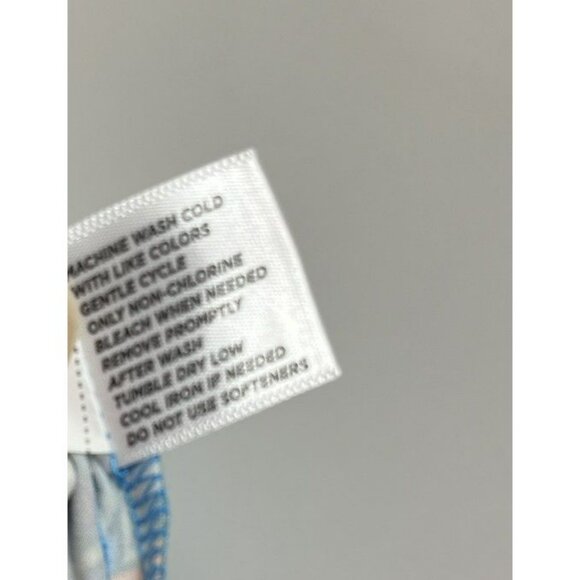 MACHINE WASH COLD
WITH LIKE COLORS
GENTLE CYCLE
ONLY NON-CHLORINE
BLEACH WHEN NEEDED
REMOVE PROMPTLY
AFTER WASH
TUMBLE DRY LOW
COOL IRON IF NEEDED
DO NOT USE SOFTENERS